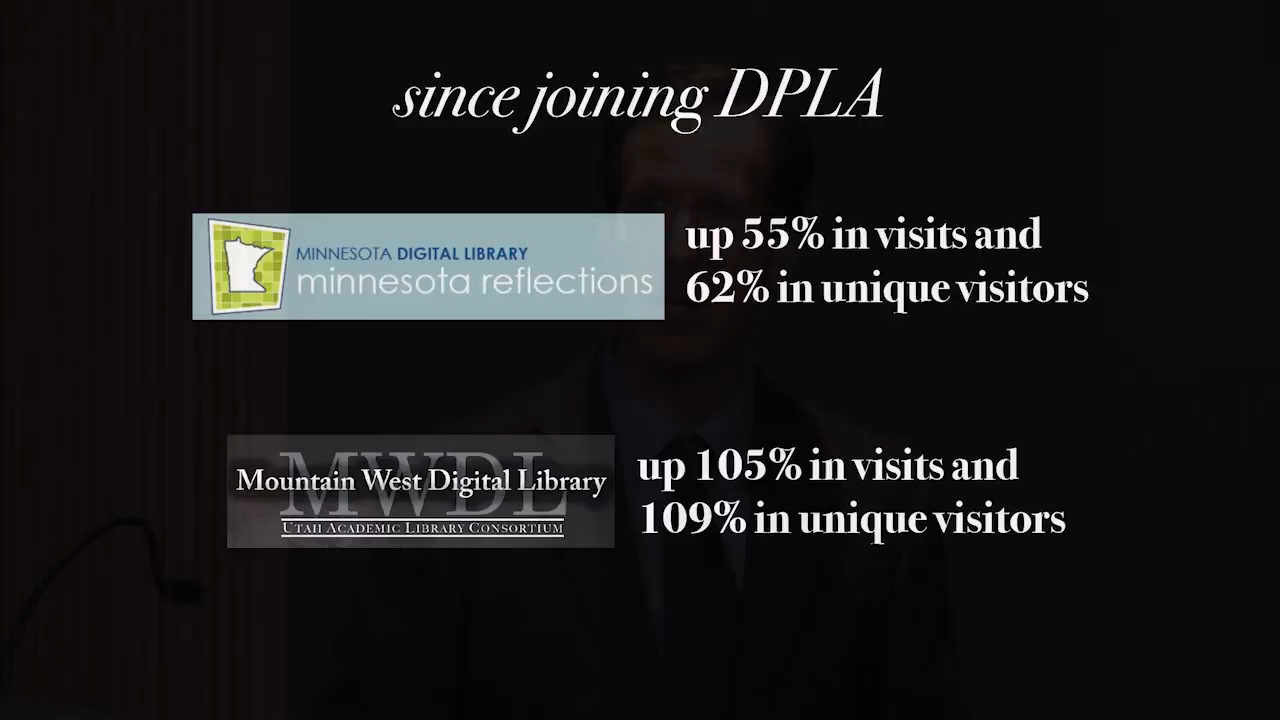 since joining DPLA
MINNESOTA DIGITAL LIBRARY
minnesota reflections
up 55% in visits and
62% in unique visitors
MWDL
Mountain West Digital Library
UTAH ACADEMIC LIBRARY CONSORTIUM
up 105% in visits and
109% in unique visitors